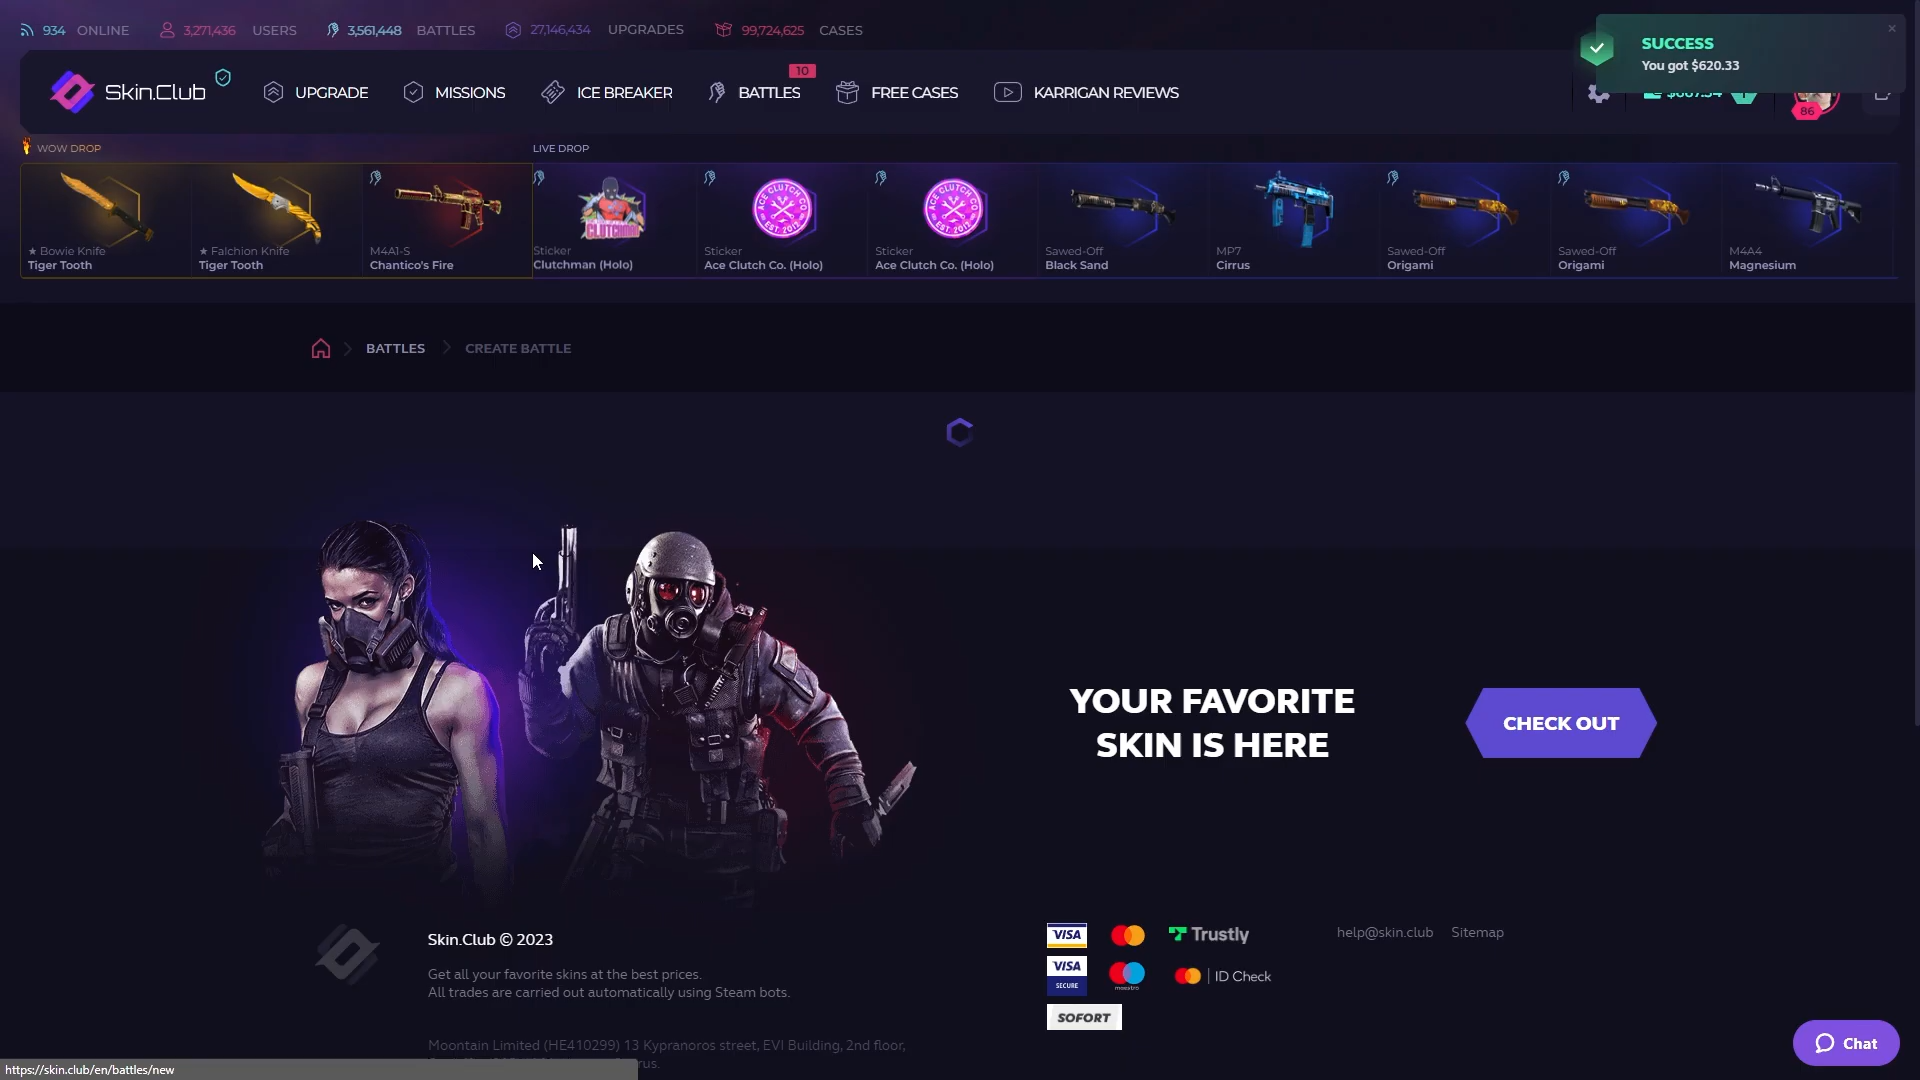 934 ONLINE 3,271,436 USERS 3,561,448 BATTLES 27,146,434 UPGRADES 99,724,625 CASES
SUCCESS
You got $620.33
Skin.Club UPGRADE MISSIONS ICE BREAKER 10 BATTLES FREE CASES KARRIGAN REVIEWS
86
WOW DROP LIVE DROP
★ Bowie Knife ★ Falchion Knife M4A1-S Sticker Sticker Sticker Sawed-Off MP7 Sawed-Off Sawed-Off M4A4
Tiger Tooth Tiger Tooth Chantico's Fire Clutchman (Holo) Ace Clutch Co. (Holo) Ace Clutch Co. (Holo) Black Sand Cirrus Origami Origami Magnesium
BATTLES CREATE BATTLE
YOUR FAVORITE
SKIN IS HERE
CHECK OUT
Skin.Club © 2023
Get all your favorite skins at the best prices.
All trades are carried out automatically using Steam bots.
Moontain Limited (HE410299) 13 Kypranoros street, EVI Building, 2nd floor,
VISA Trustly
VISA SECURE maestro ID Check
SOFORT
help@skin.club Sitemap
Chat
https://skin.club/en/battles/new